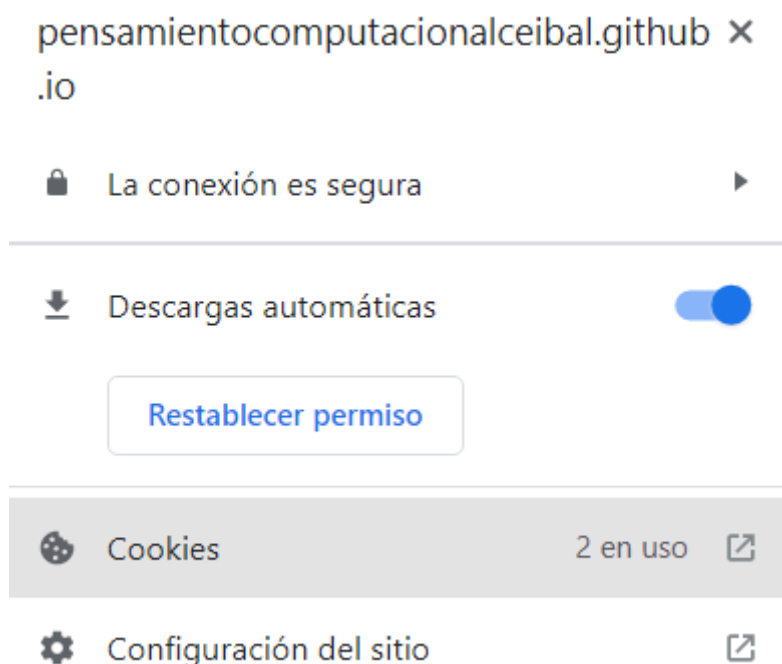 pensamientocomputacionalceibal.github
.io
La conexión es segura
Descargas automáticas
Restablecer permiso
Cookies 2 en uso
Configuración del sitio